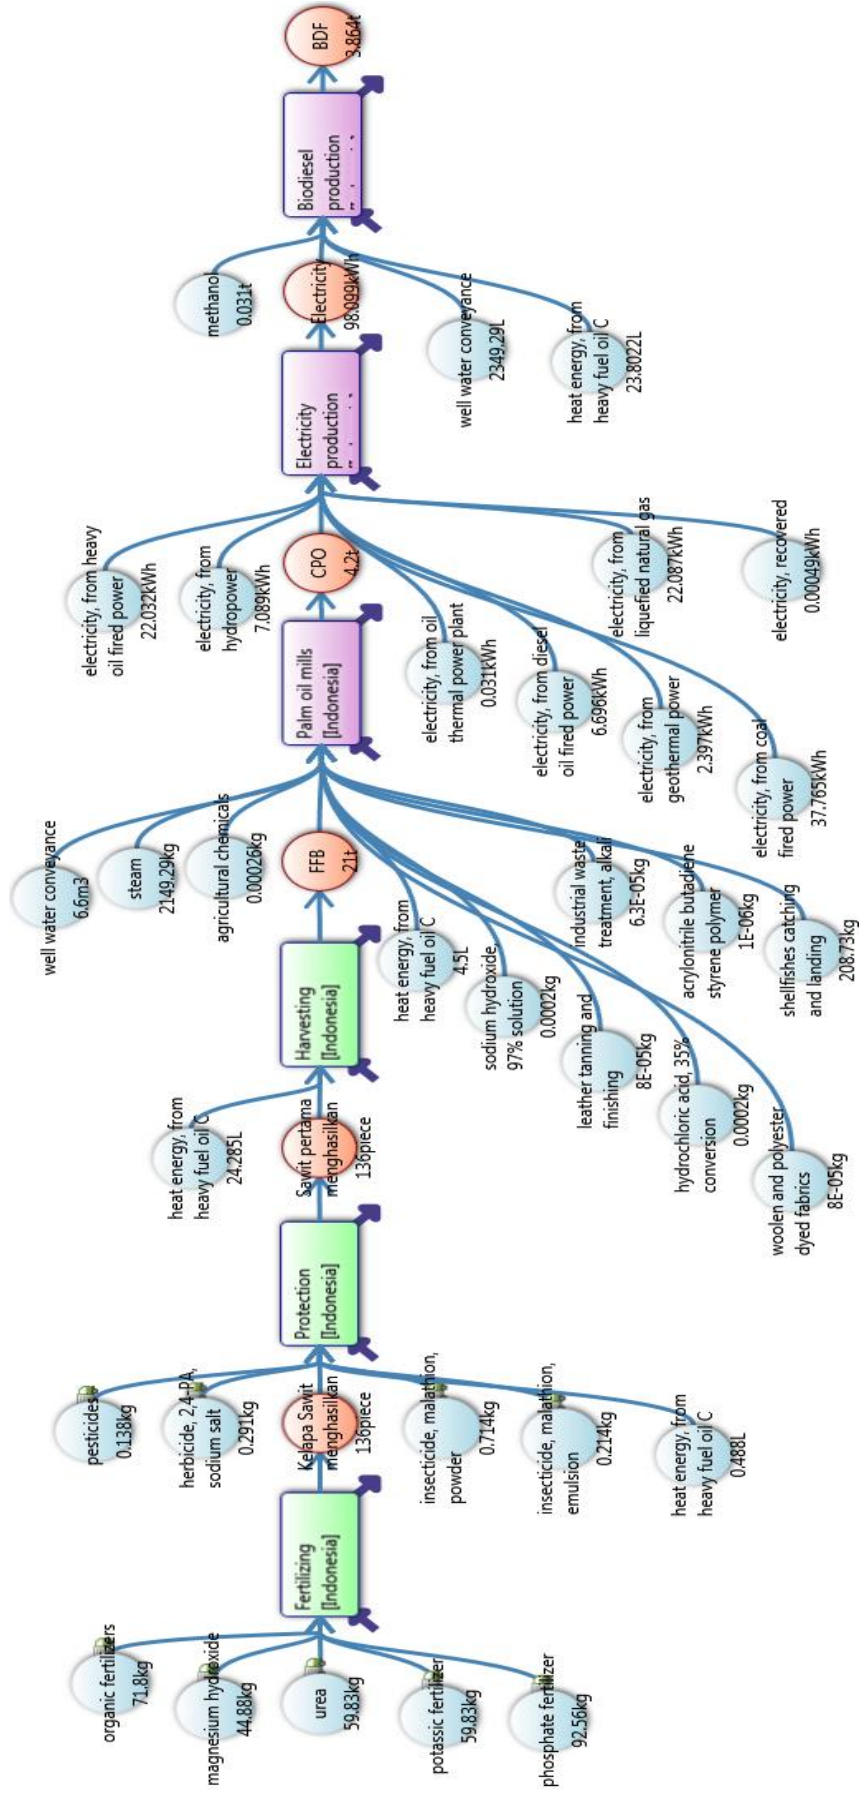 organic fertilizers
71.8kg
magnesium hydroxide
44.88kg
urea
59.83kg
potassic fertilizer
59.83kg
phosphate fertilizer
92.56kg
Fertilizing
[Indonesia]
pesticides
0.138kg
herbicide, 2,4-PA,
sodium salt
0.291kg
Kelapa Sawit
menghasilkan
136piece
insecticide, malathion,
powder
0.714kg
insecticide, malathion,
emulsion
0.214kg
heat energy, from
heavy fuel oil C
0.488L
Protection
[Indonesia]
heat energy, from
heavy fuel oil C
24.285L
Sawit pertama
menghasilkan
136piece
Harvesting
[Indonesia]
well water conveyance
6.6m3
steam
2149.29kg
agricultural chemicals
0.00026kg
FFB
21t
heat energy, from
heavy fuel oil C
4.5L
sodium hydroxide,
97% solution
0.0002kg
leather tanning and
finishing
8E-05kg
hydrochloric acid, 35%
conversion
0.0002kg
woolen and polyester
dyed fabrics
8E-05kg
industrial waste
treatment, alkali
6.3E-05kg
acrylonitrile butadiene
styrene polymer
1E-06kg
shellfishes catching
and landing
208.73kg
Palm oil mills
[Indonesia]
electricity, from heavy
oil fired power
22.032kWh
electricity, from
hydropower
7.089kWh
CPO
4.2t
electricity, from oil
thermal power plant
0.031kWh
electricity, from diesel
oil fired power
6.696kWh
electricity, from
geothermal power
2.397kWh
electricity, from coal
fired power
37.765kWh
electricity, from
liquefied natural gas
22.087kWh
electricity, recovered
0.00049kWh
Electricity
production
methanol
0.031t
Electricity
98.099kWh
well water conveyance
2349.29L
heat energy, from
heavy fuel oil C
23.8022L
Biodiesel
production
BDF
3.864t